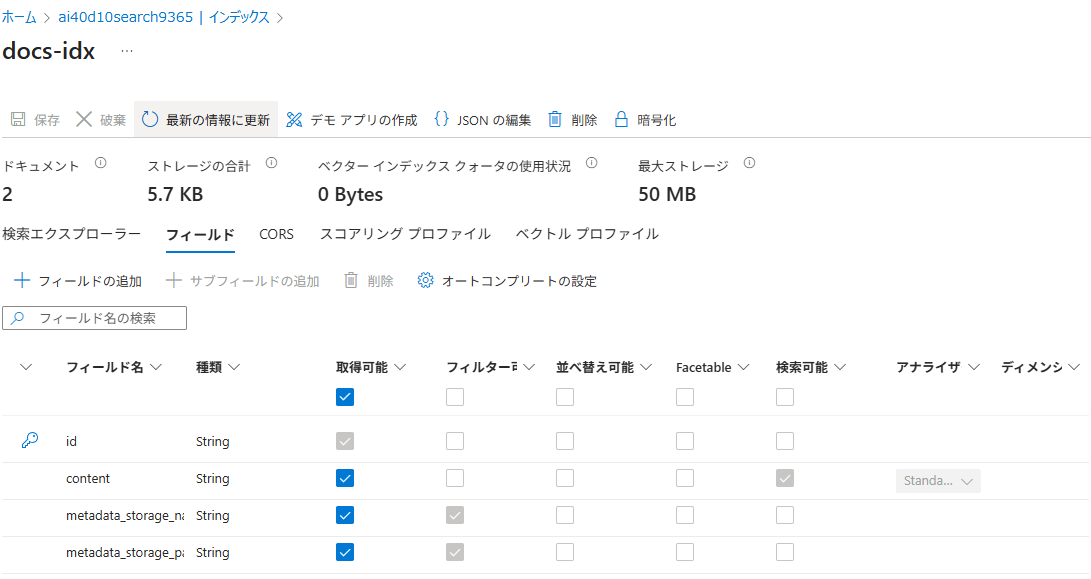 ホーム > ai40d10search9365 | インデックス >
docs-idx ...
保存 破棄 最新の情報に更新 デモ アプリの作成 {} JSON の編集 削除 暗号化
ドキュメント ストレージの合計 ベクター インデックス クォータの使用状況 最大ストレージ
2 5.7 KB 0 Bytes 50 MB
検索エクスプローラー フィールド CORS スコアリング プロファイル ベクトル プロファイル
フィールドの追加 サブフィールドの追加 削除 オートコンプリートの設定
フィールド名の検索
フィールド名 種類 取得可能 フィルター可 並べ替え可能 Facetable 検索可能 アナライザ ディメンシ
id String
content String Standa...
metadata_storage_na String
metadata_storage_pa String